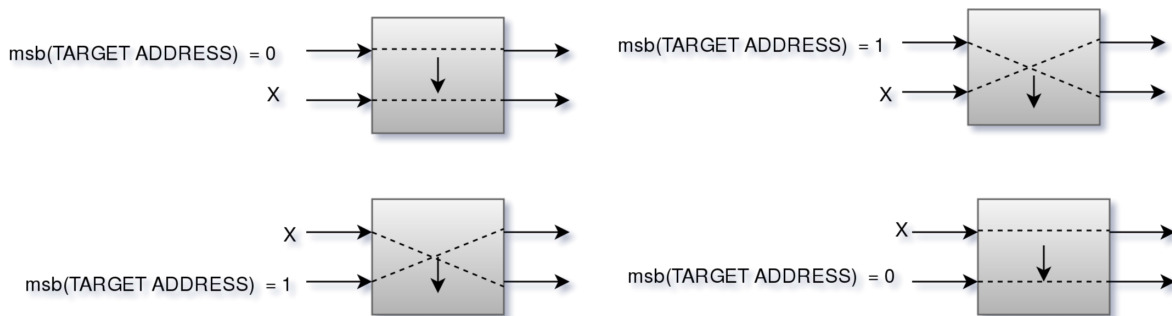 msb(TARGET ADDRESS) = 0
X
msb(TARGET ADDRESS) = 1
X
X
msb(TARGET ADDRESS) = 1
X
msb(TARGET ADDRESS) = 0